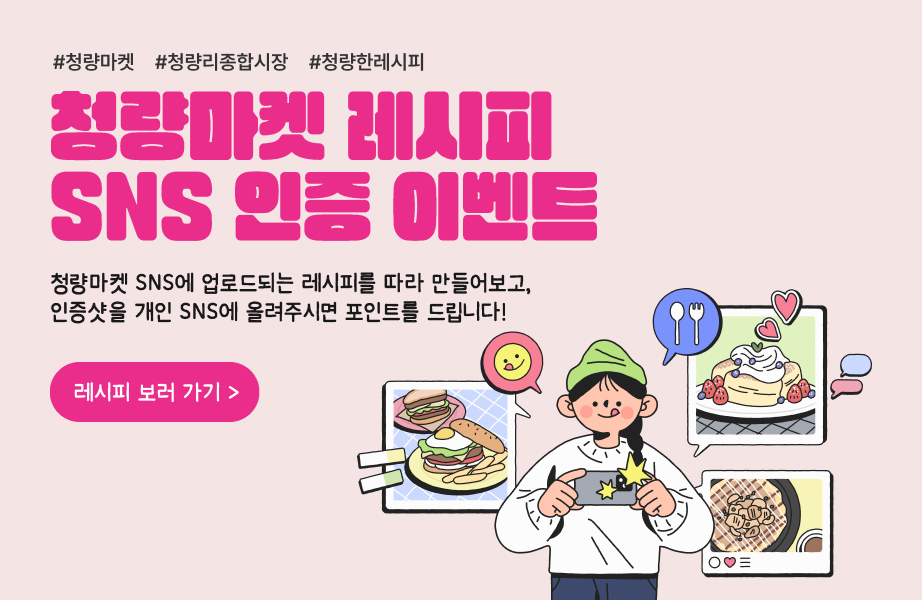 #청량마켓 #청량리종합시장 #청량한레시피
청량마켓 레시피
SNS 인증 이벤트
청량마켓 SNS에 업로드되는 레시피를 따라 만들어보고,
인증샷을 개인 SNS에 올려주시면 포인트를 드립니다!
레시피 보러 가기 >